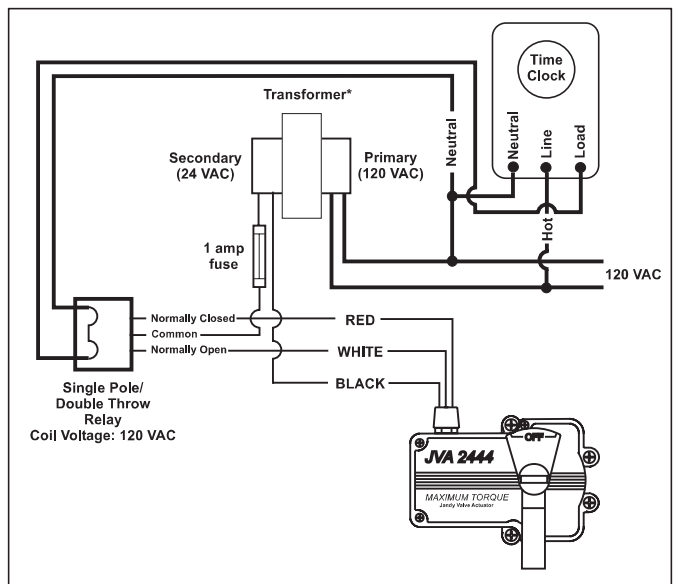 Time
Clock
Transformer*
Neutral
Neutral
Line
Load
Secondary
(24 VAC)
Primary
(120 VAC)
Hot
1 amp
fuse
120 VAC
Normally Closed
RED
Common
Normally Open
WHITE
BLACK
Single Pole/
Double Throw
Relay
Coil Voltage: 120 VAC
OFF
JVA 2444
MAXIMUM TORQUE
Jandy Valve Actuator